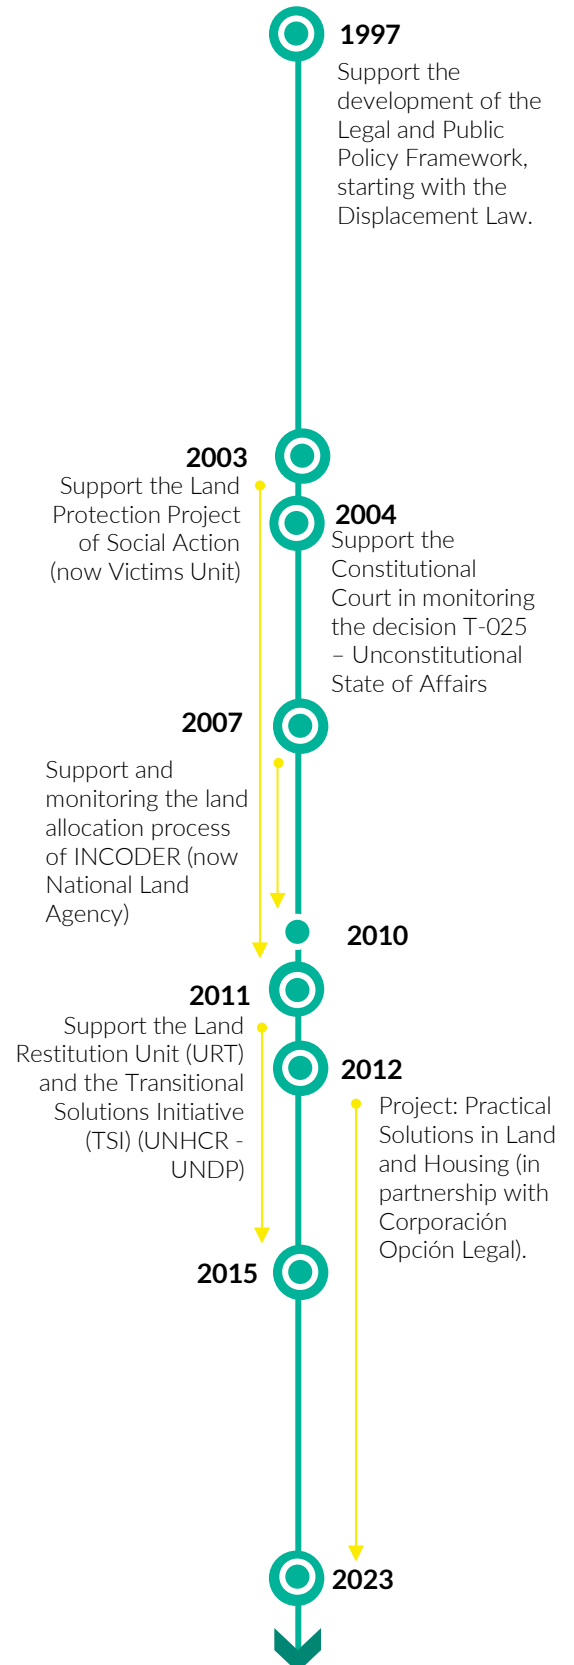 1997
Support the
development of the
Legal and Public
Policy Framework,
starting with the
Displacement Law.
2003
Support the Land
Protection Project
of Social Action
(now Victims Unit)
2004
Support the
Constitutional
Court in monitoring
the decision T-025
– Unconstitutional
State of Affairs
2007
Support and
monitoring the land
allocation process
of INCODER (now
National Land
Agency)
2010
2011
Support the Land
Restitution Unit (URT)
and the Transitional
Solutions Initiative
(TSI) (UNHCR -
UNDP)
2012
Project: Practical
Solutions in Land
and Housing (in
partnership with
Corporación
Opción Legal).
2015
2023